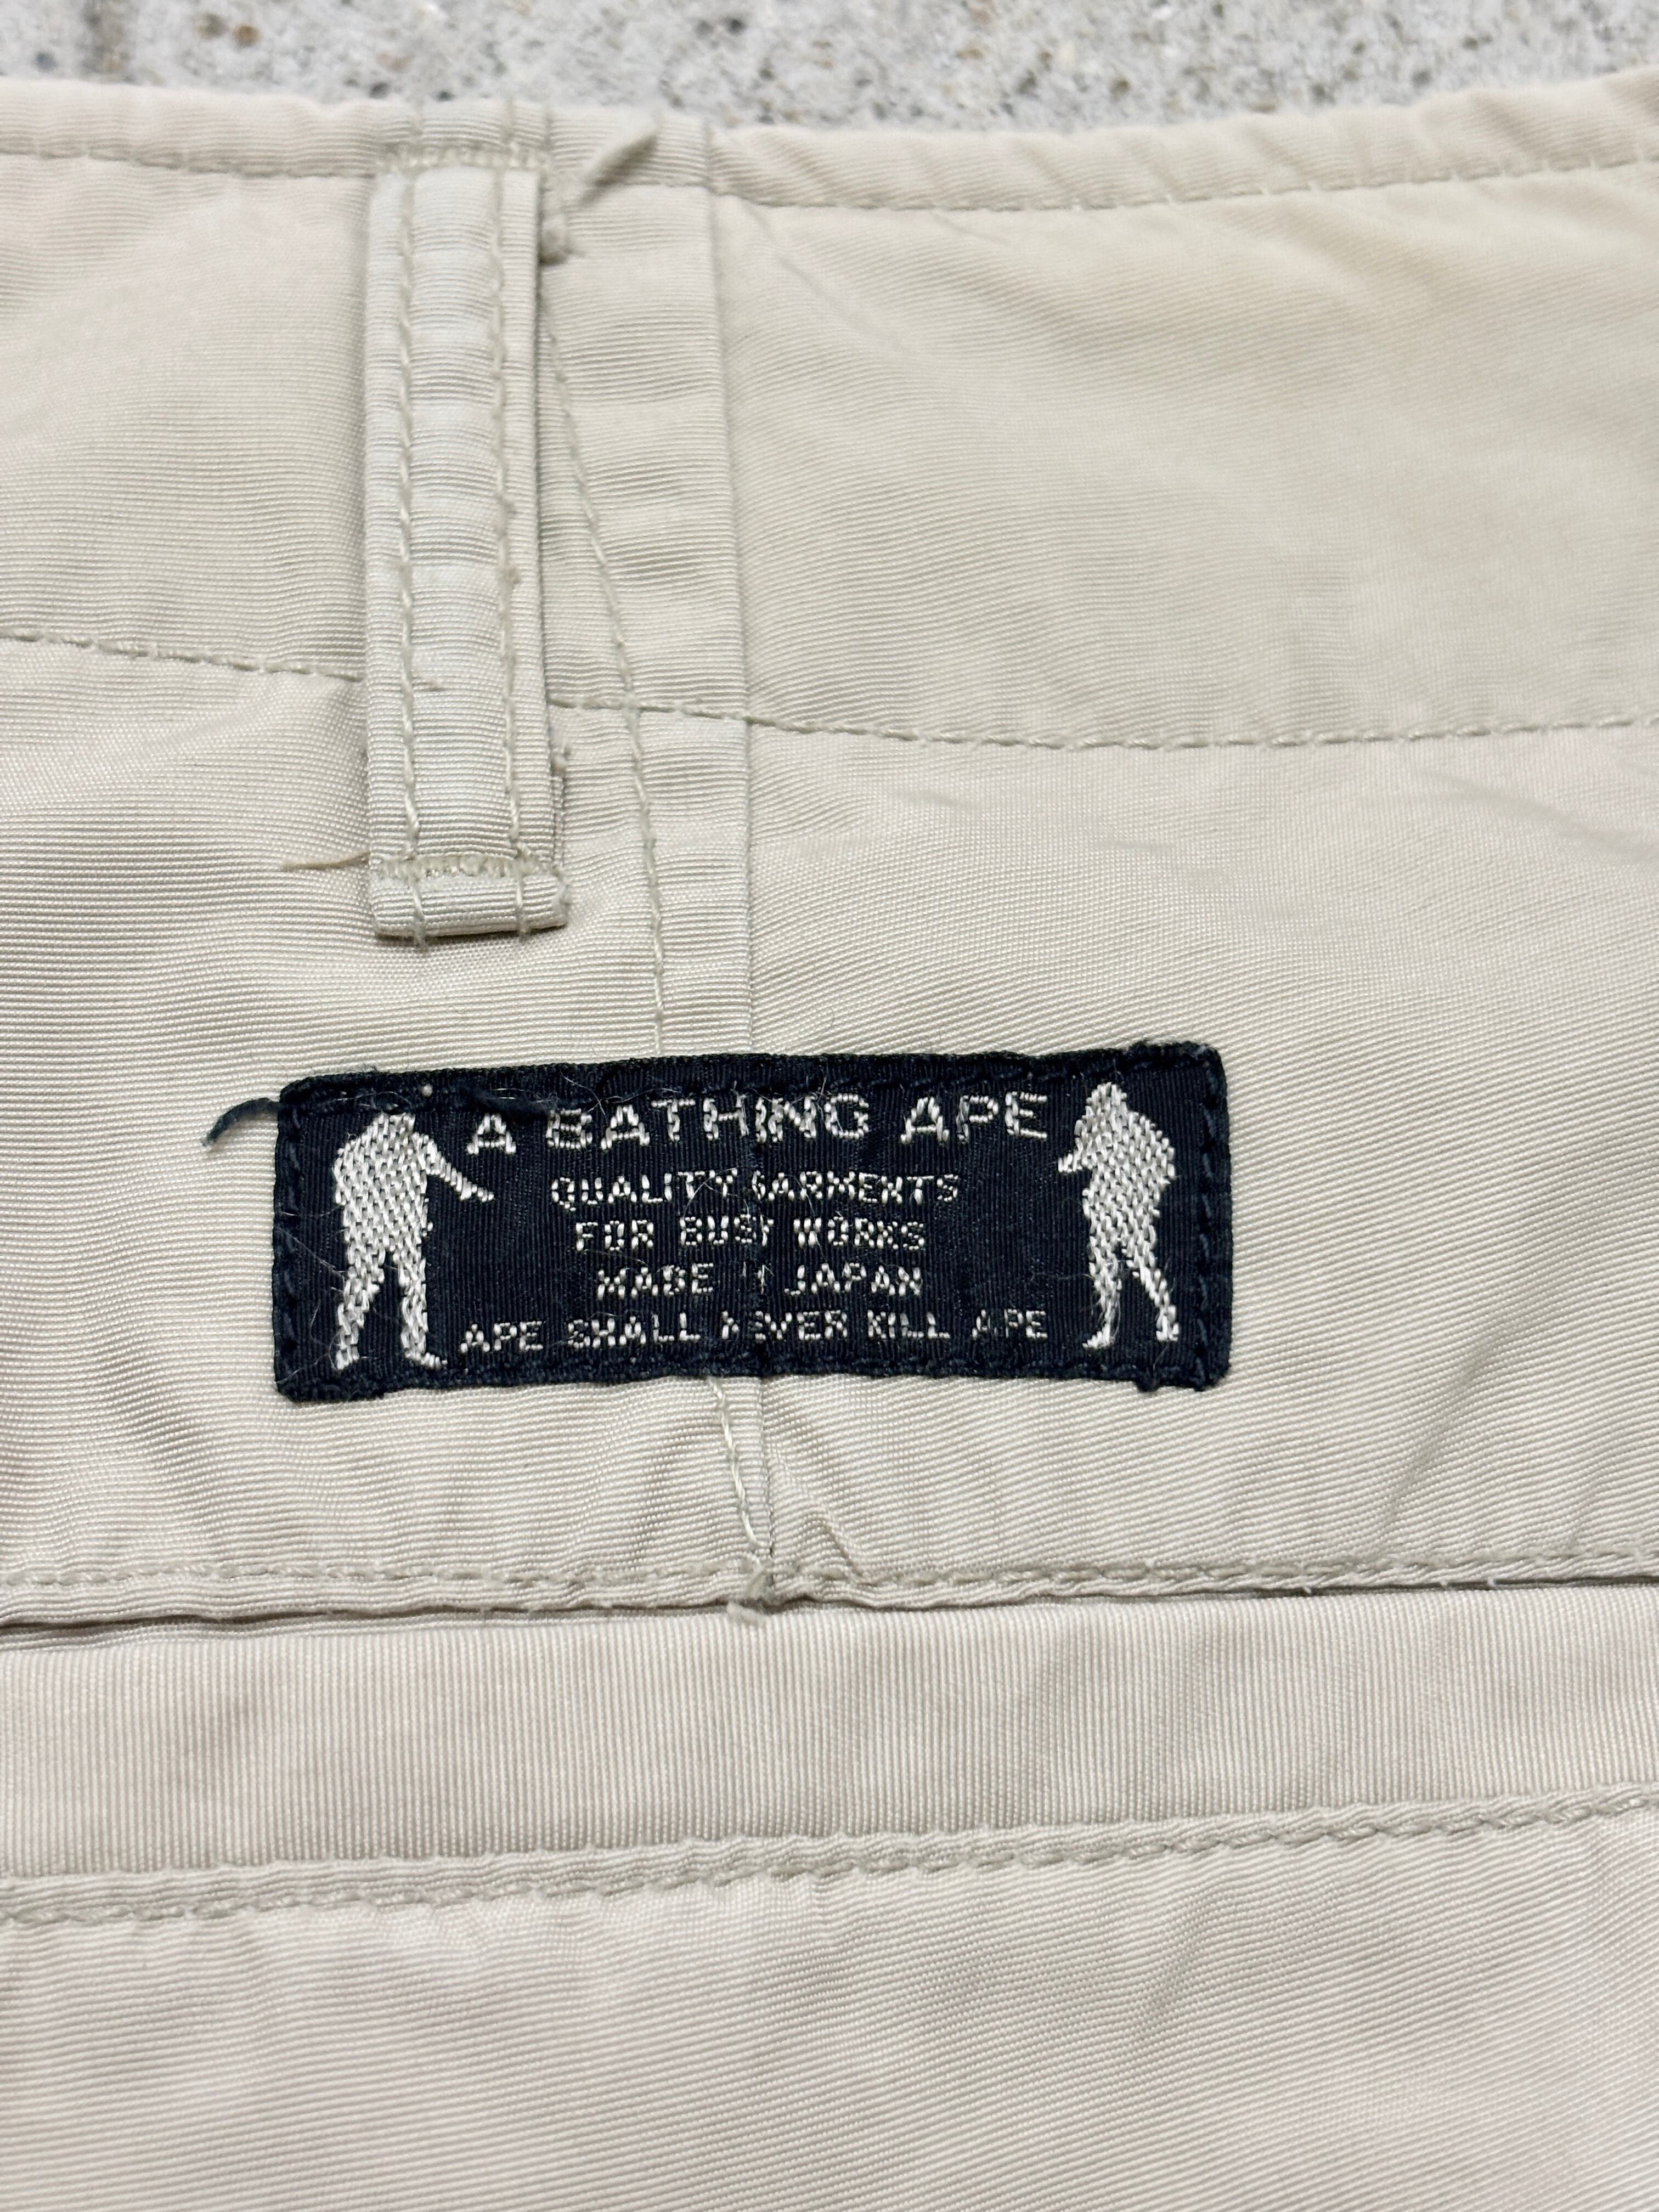 A BATHING APE
QUALITY GARMENTS
FOR BUSY WORKS
MADE IN JAPAN
APE SHALL NEVER KILL APE